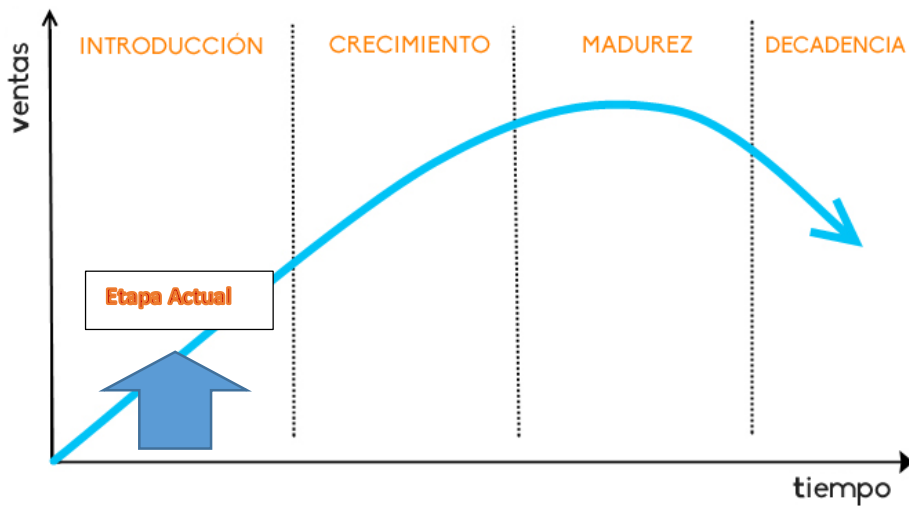 ventas
INTRODUCCIÓN
CRECIMIENTO
MADUREZ
DECADENCIA
Etapa Actual
tiempo